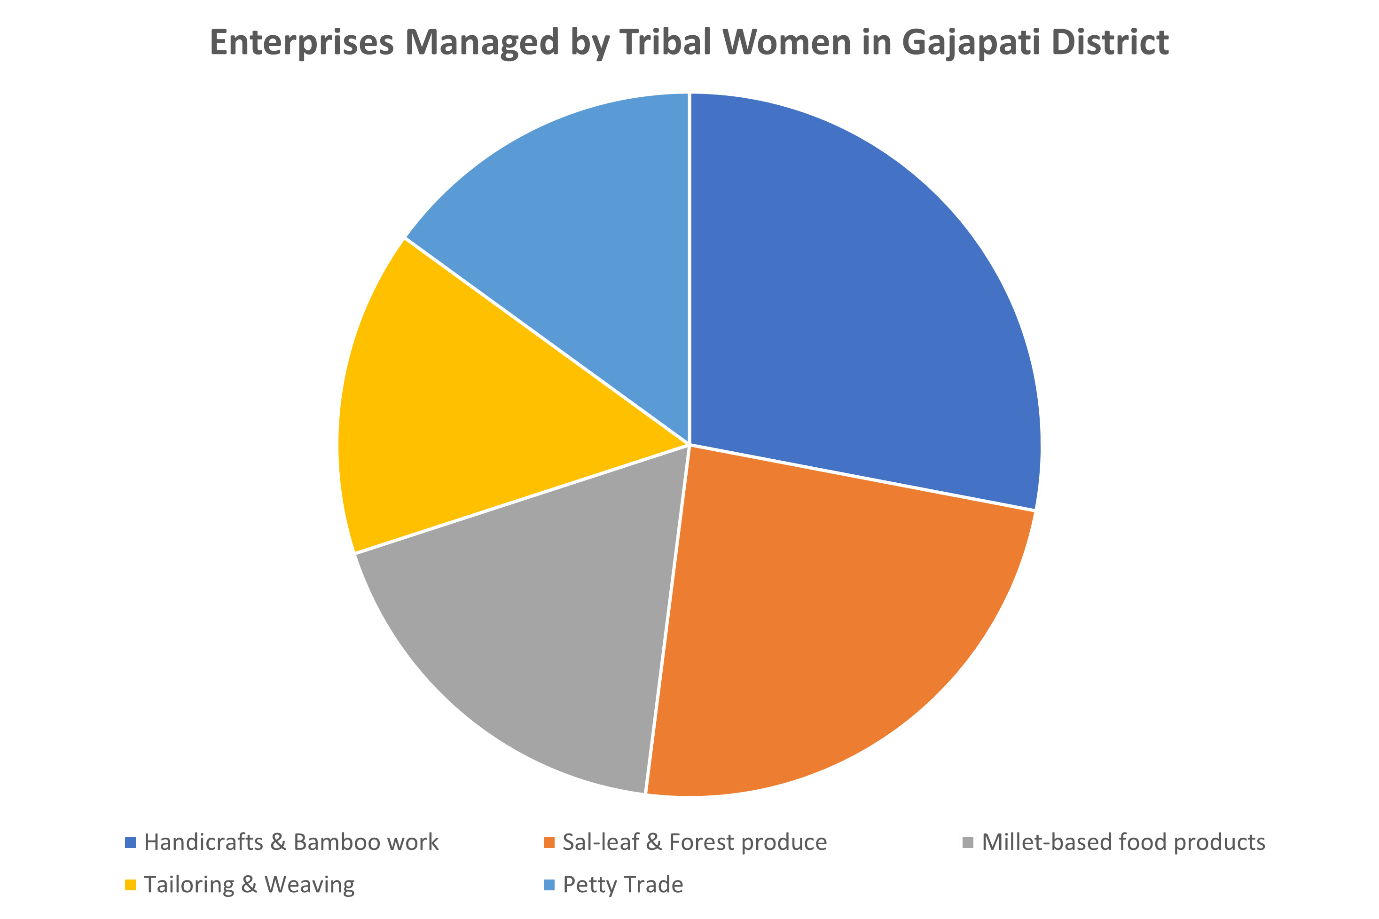 Enterprises Managed by Tribal Women in Gajapati District
Handicrafts & Bamboo work
Sal-leaf & Forest produce
Millet-based food products
Tailoring & Weaving
Petty Trade